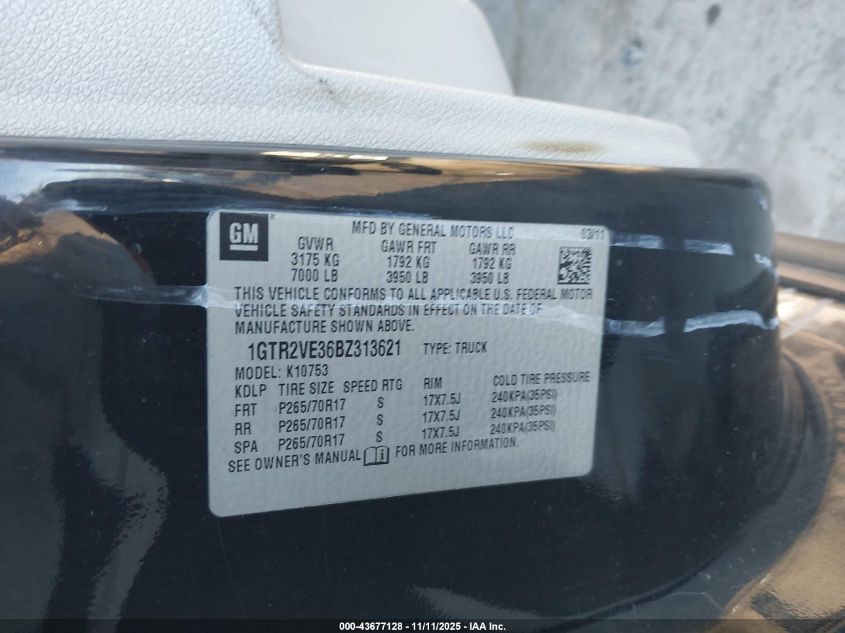 GM
MFD BY GENERAL MOTORS LLC 03/11
GVWR GAWR FRT GAWR RR
3175 KG 1792 KG 1792 KG
7000 LB 3950 LB 3950 LB
THIS VEHICLE CONFORMS TO ALL APPLICABLE U.S. FEDERAL MOTOR
VEHICLE SAFETY STANDARDS IN EFFECT ON THE DATE OF
MANUFACTURE SHOWN ABOVE.
1GTR2VE36BZ313621 TYPE: TRUCK
MODEL: K10753
KDLP TIRE SIZE SPEED RTG RIM COLD TIRE PRESSURE
FRT P265/70R17 S 17X7.5J 240KPA(35PSI)
RR P265/70R17 S 17X7.5J 240KPA(35PSI)
SPA P265/70R17 S 17X7.5J 240KPA(35PSI)
SEE OWNER'S MANUAL FOR MORE INFORMATION.
000-43677128 - 11/11/2025 - IAA Inc.